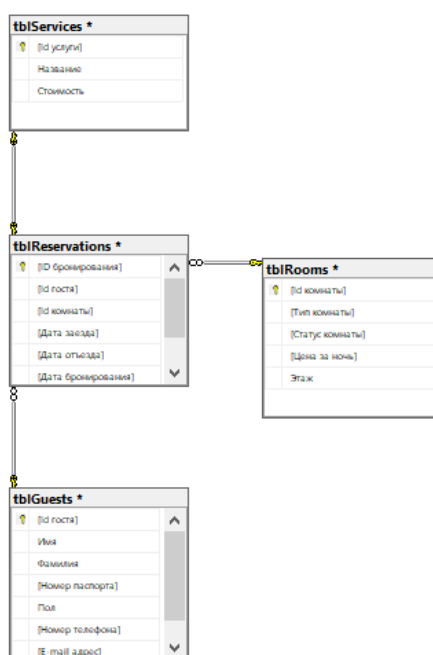 tblServices *
[Id услуги]
Название
Стоимость
tblReservations *
[ID бронирования]
[Id гостя]
[Id комнаты]
[Дата заезда]
[Дата отъезда]
[Дата бронирования]
tblRooms *
[Id комнаты]
[Тип комнаты]
[Статус комнаты]
[Цена за ночь]
Этаж
tblGuests *
[Id гостя]
Имя
Фамилия
[Номер паспорта]
Пол
[Номер телефона]
[E-mail адрес]